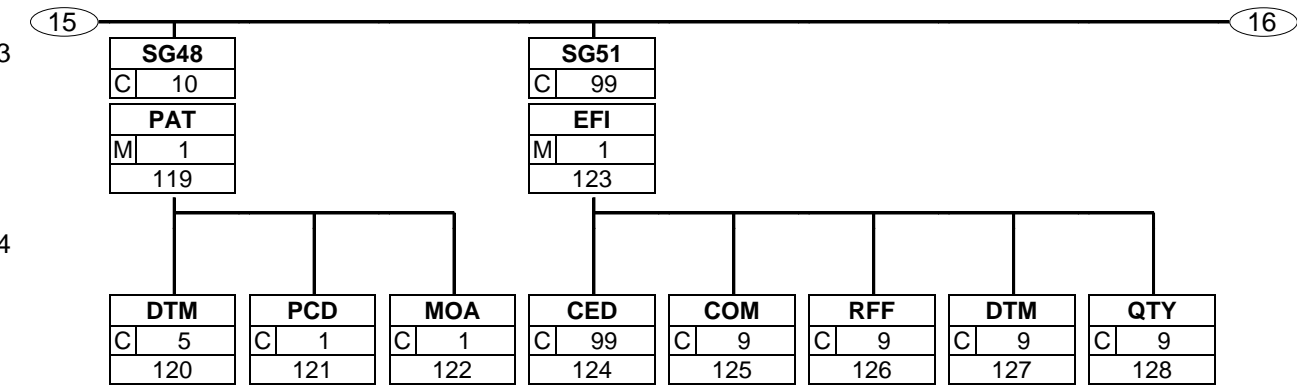 15 16
3 SG48 SG51
C 10 C 99
PAT EFI
M 1 M 1
119 123
4
DTM PCD MOA CED COM RFF DTM QTY
C 5 C 1 C 1 C 99 C 9 C 9 C 9 C 9
120 121 122 124 125 126 127 128